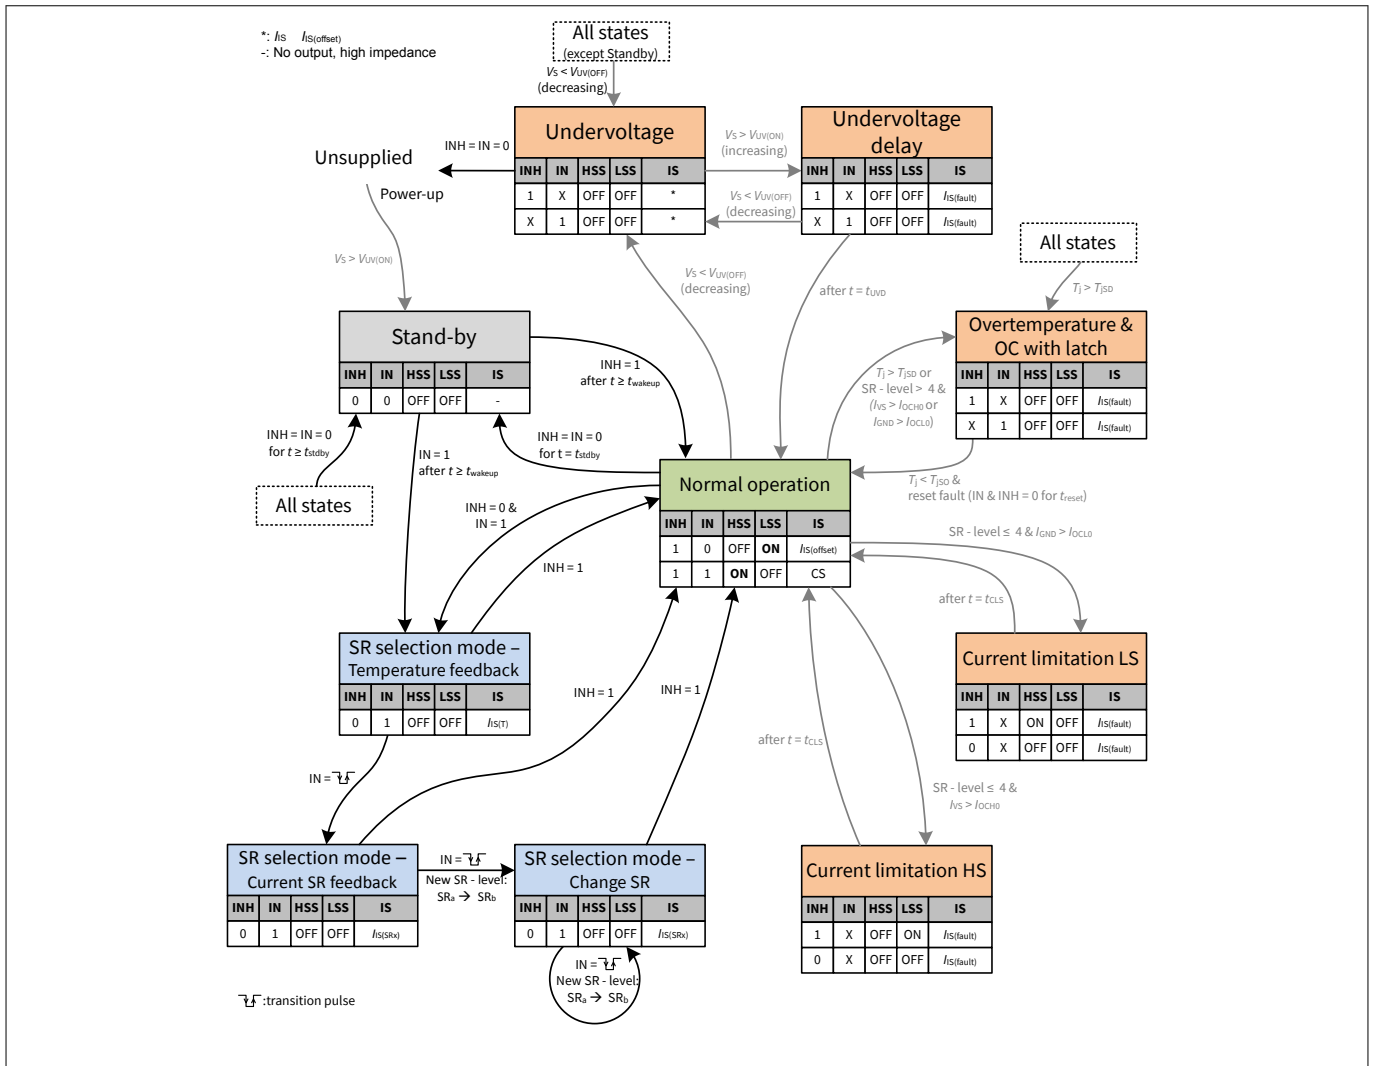 *: IIS   IIS(offset)
-: No output, high impedance
All states
(except Standby)
VS < VUV(OFF)
(decreasing)
Undervoltage
INH IN HSS LSS IS
1 X OFF OFF *
X 1 OFF OFF *
VS > VUV(ON)
(increasing)
VS < VUV(OFF)
(decreasing)
Undervoltage
delay
INH IN HSS LSS IS
1 X OFF OFF IIS(fault)
X 1 OFF OFF IIS(fault)
INH = IN = 0
Unsupplied
Power-up
VS > VUV(ON)
VS < VUV(OFF)
(decreasing)
after t = tUVD
All states
Tj > TjSD
Stand-by
INH IN HSS LSS IS
0 0 OFF OFF -
INH = 1
after t ≥ twakeup
Tj > TjSD or
SR - level > 4 &
(IVS > IOCH0 or
IGND > IOCL0)
Overtemperature &
OC with latch
INH IN HSS LSS IS
1 X OFF OFF IIS(fault)
X 1 OFF OFF IIS(fault)
INH = IN = 0
for t ≥ tstdby
All states
IN = 1
after t ≥ twakeup
INH = IN = 0
for t = tstdby
Normal operation
INH IN HSS LSS IS
1 0 OFF ON IIS(offset)
1 1 ON OFF CS
Tj < TjSO &
reset fault (IN & INH = 0 for treset)
INH = 0 &
IN = 1
INH = 1
SR - level ≤ 4 & IGND > IOCL0
after t = tCLS
Current limitation LS
INH IN HSS LSS IS
1 X ON OFF IIS(fault)
0 X OFF OFF IIS(fault)
SR selection mode –
Temperature feedback
INH IN HSS LSS IS
0 1 OFF OFF IIS(T)
INH = 1
INH = 1
after t = tCLS
SR - level ≤ 4 &
IVS > IOCH0
IN =
SR selection mode –
Current SR feedback
INH IN HSS LSS IS
0 1 OFF OFF IIS(SRx)
IN =
New SR - level:
SRa → SRb
SR selection mode –
Change SR
INH IN HSS LSS IS
0 1 OFF OFF IIS(SRx)
IN =
New SR - level:
SRa → SRb
Current limitation HS
INH IN HSS LSS IS
1 X OFF ON IIS(fault)
0 X OFF OFF IIS(fault)
:transition pulse